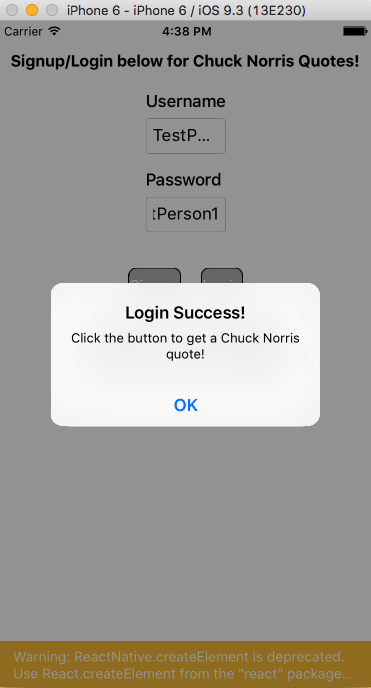 iPhone 6 - iPhone 6 / iOS 9.3 (13E230)
Carrier 4:38 PM
Signup/Login below for Chuck Norris Quotes!
Username
TestP...
Password
tPerson1
Login Success!
Click the button to get a Chuck Norris
quote!
OK
Warning: ReactNative.createElement is deprecated.
Use React.createElement from the "react" package...